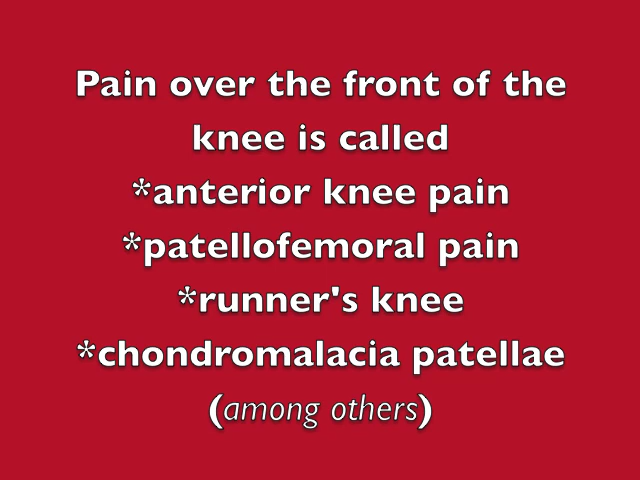 Pain over the front of the
knee is called
*anterior knee pain
*patellofemoral pain
*runner's knee
*chondromalacia patellae
(among others)